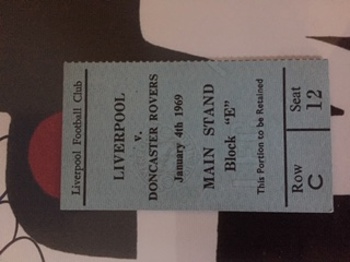 Liverpool Football Club
LIVERPOOL
v.
DONCASTER ROVERS
January 4th 1969
MAIN STAND
Block "E"
This Portion to be Retained
Row Seat
C 12